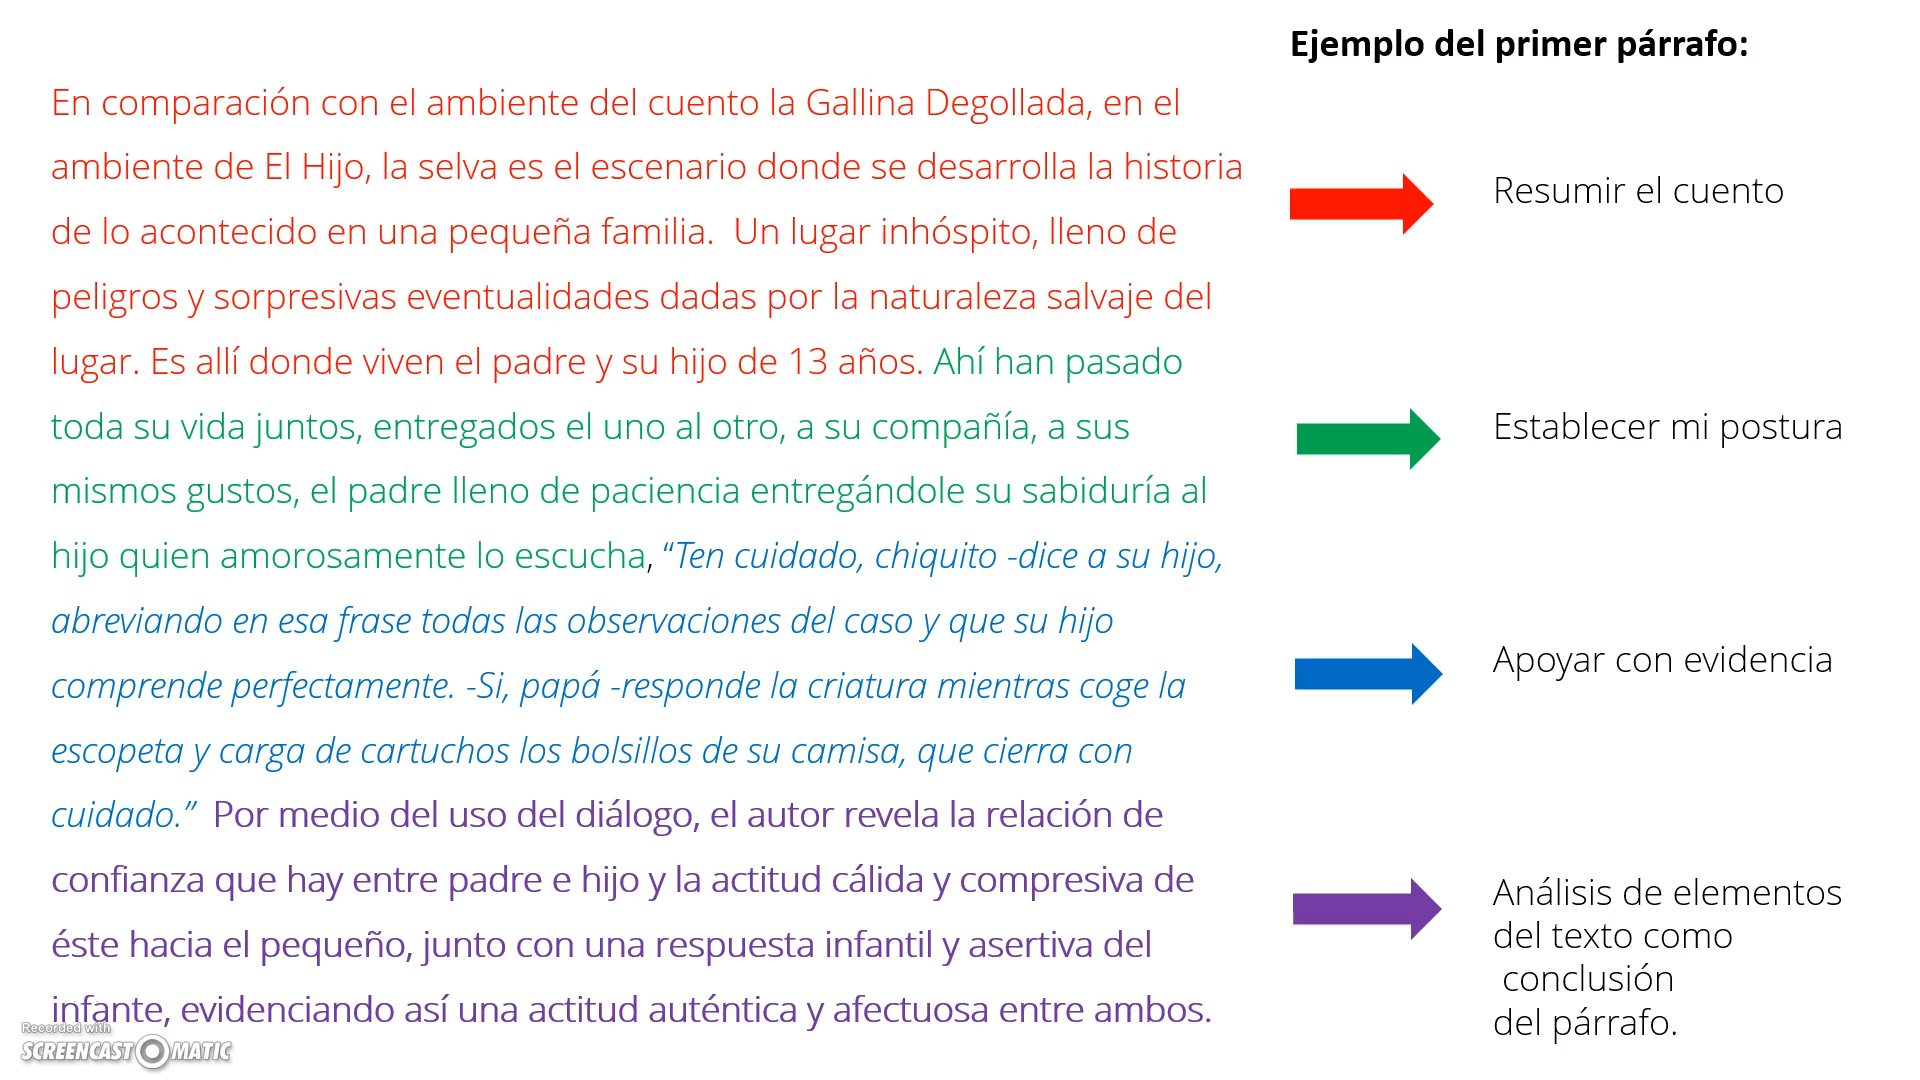 Ejemplo del primer párrafo:
En comparación con el ambiente del cuento la Gallina Degollada, en el
ambiente de El Hijo, la selva es el escenario donde se desarrolla la historia
de lo acontecido en una pequeña familia.  Un lugar inhóspito, lleno de
peligros y sorpresivas eventualidades dadas por la naturaleza salvaje del
lugar. Es allí donde viven el padre y su hijo de 13 años. Ahí han pasado
toda su vida juntos, entregados el uno al otro, a su compañía, a sus
mismos gustos, el padre lleno de paciencia entregándole su sabiduría al
hijo quien amorosamente lo escucha, “Ten cuidado, chiquito -dice a su hijo,
abreviando en esa frase todas las observaciones del caso y que su hijo
comprende perfectamente. -Si, papá -responde la criatura mientras coge la
escopeta y carga de cartuchos los bolsillos de su camisa, que cierra con
cuidado.”  Por medio del uso del diálogo, el autor revela la relación de
confianza que hay entre padre e hijo y la actitud cálida y compresiva de
éste hacia el pequeño, junto con una respuesta infantil y asertiva del
infante, evidenciando así una actitud auténtica y afectuosa entre ambos.
Resumir el cuento
Establecer mi postura
Apoyar con evidencia
Análisis de elementos
del texto como
conclusión
del párrafo.
Recorded with
SCREENCAST MATIC